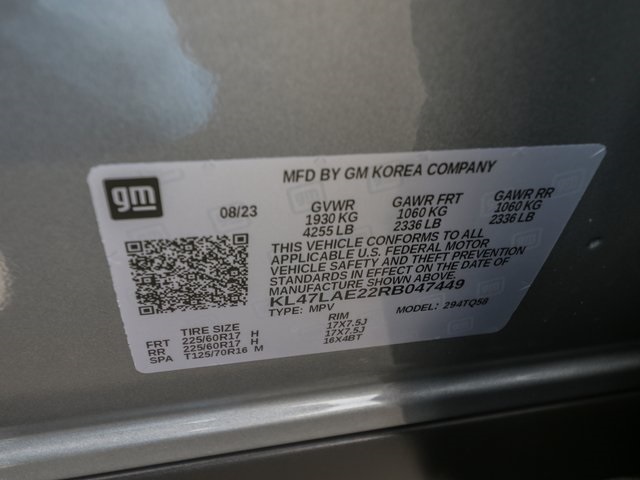 gm
MFD BY GM KOREA COMPANY
08/23 GVWR GAWR FRT GAWR RR
1930 KG 1060 KG 1060 KG
4255 LB 2336 LB 2336 LB
THIS VEHICLE CONFORMS TO ALL
APPLICABLE U.S. FEDERAL MOTOR
VEHICLE SAFETY AND THEFT PREVENTION
STANDARDS IN EFFECT ON THE DATE OF
MANUFACTURE SHOWN ABOVE.
KL47LAE22RB047449
TYPE: MPV MODEL: 294TQ58
TIRE SIZE RIM
FRT 225/60R17 H 17X7.5J
RR 225/60R17 H 17X7.5J
SPA T125/70R16 M 16X4BT